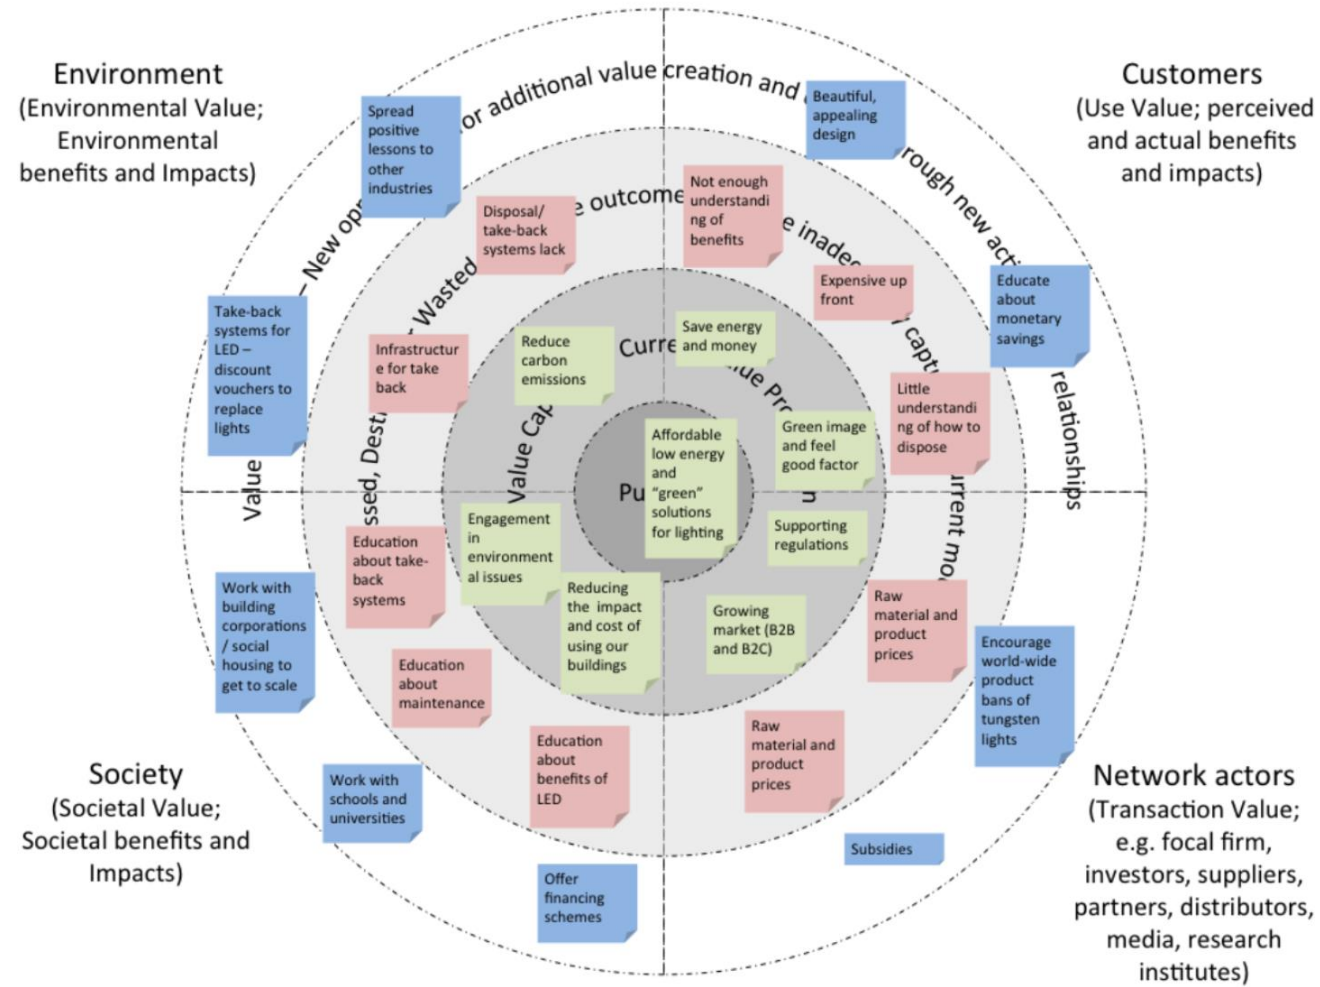 Environment
(Environmental Value;
Environmental
benefits and Impacts)
Customers
(Use Value; perceived
and actual benefits
and impacts)
Society
(Societal Value;
Societal benefits and
Impacts)
Network actors
(Transaction Value;
e.g. focal firm,
investors, suppliers,
partners, distributors,
media, research
institutes)
Value – New opp or additional value creation and rough new act relationships
ssed, Dest Wasted e outcome e inade capt urrent mo
Value Cap Curre lue Pro n
Pu
Spread
positive
lessons to
other
industries
Take-back
systems for
LED –
discount
vouchers to
replace
lights
Disposal/
take-back
systems lack
Infrastructur
e for take
back
Reduce
carbon
emissions
Beautiful,
appealing
design
Not enough
understandi
ng of
benefits
Expensive up
front
Educate
about
monetary
savings
Save energy
and money
Little
understandi
ng of how to
dispose
Green image
and feel
good factor
Affordable
low energy
and
“green”
solutions
for lighting
Engagement
in
environment
al issues
Reducing
the impact
and cost of
using our
buildings
Education
about take-
back
systems
Education
about
maintenance
Education
about
benefits of
LED
Work with
building
corporations
/ social
housing to
get to scale
Work with
schools and
universities
Offer
financing
schemes
Supporting
regulations
Growing
market (B2B
and B2C)
Raw
material and
product
prices
Raw
material and
product
prices
Encourage
world-wide
product
bans of
tungsten
lights
Subsidies